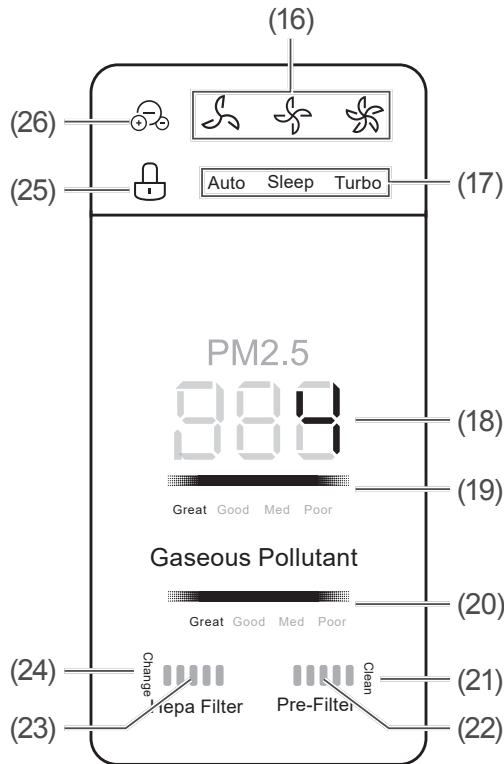 (16)
(26)
(25)
Auto Sleep Turbo
(17)
PM2.5
4
(18)
(19)
Great Good Med Poor
Gaseous Pollutant
(20)
Great Good Med Poor
(24)
Change
Clean
(21)
(23)
Hepa Filter
Pre-Filter
(22)